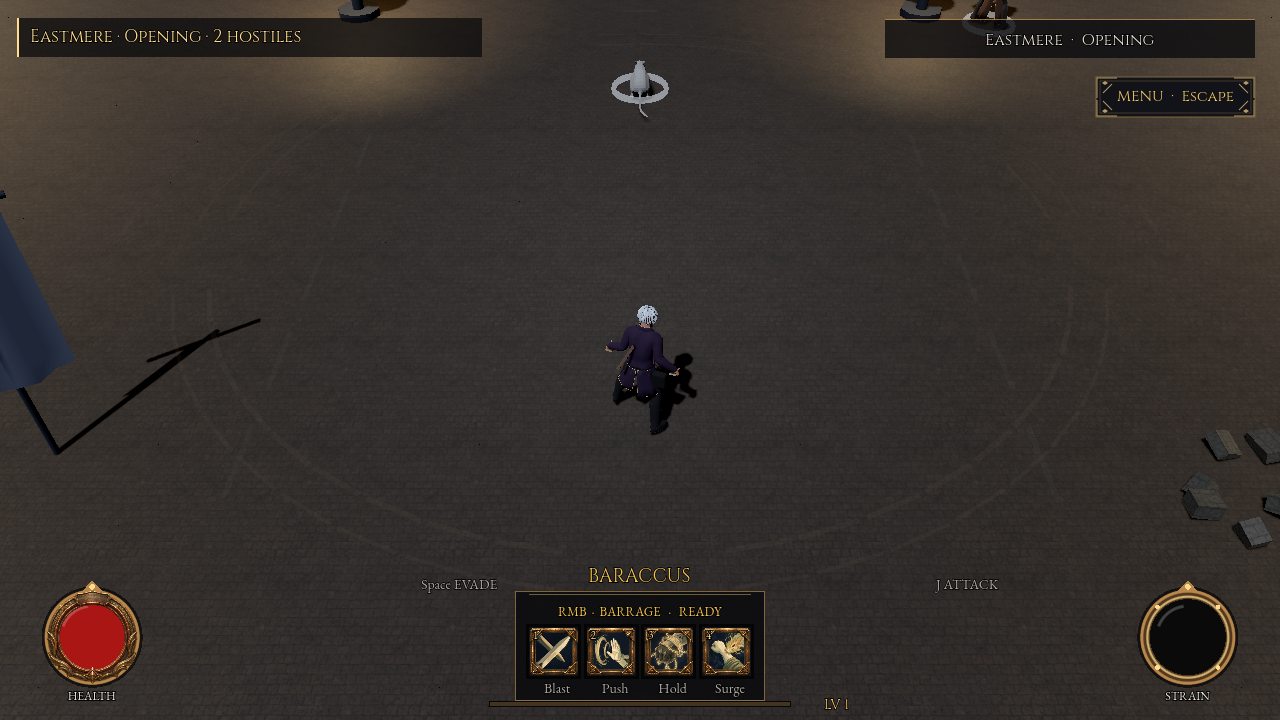 Eastmere · Opening · 2 hostiles
Eastmere · Opening
MENU · Escape
BARACCUS
Space EVADE
J ATTACK
RMB · BARRAGE · READY
1 2 3 4
Blast Push Hold Surge
HEALTH
STRAIN
LV 1